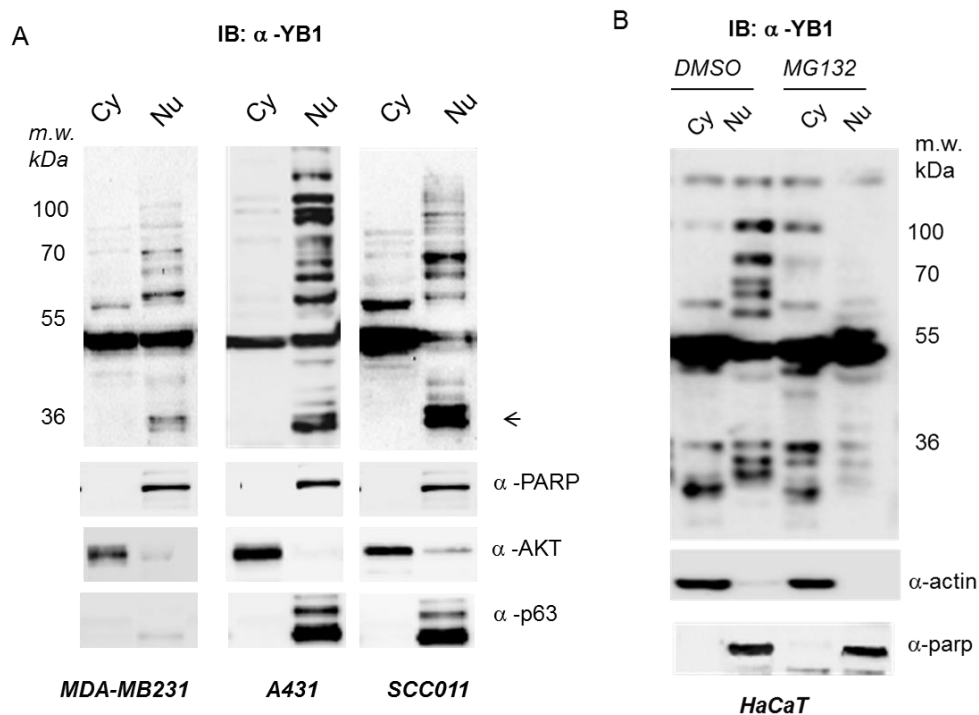 A
IB: α -YB1
Cy Nu Cy Nu Cy Nu
m.w.
kDa
100
70
55
36
α -PARP
α -AKT
α -p63
MDA-MB231 A431 SCC011
B
IB: α -YB1
DMSO MG132
Cy Nu Cy Nu
m.w.
kDa
100
70
55
36
α-actin
α-parp
HaCaT